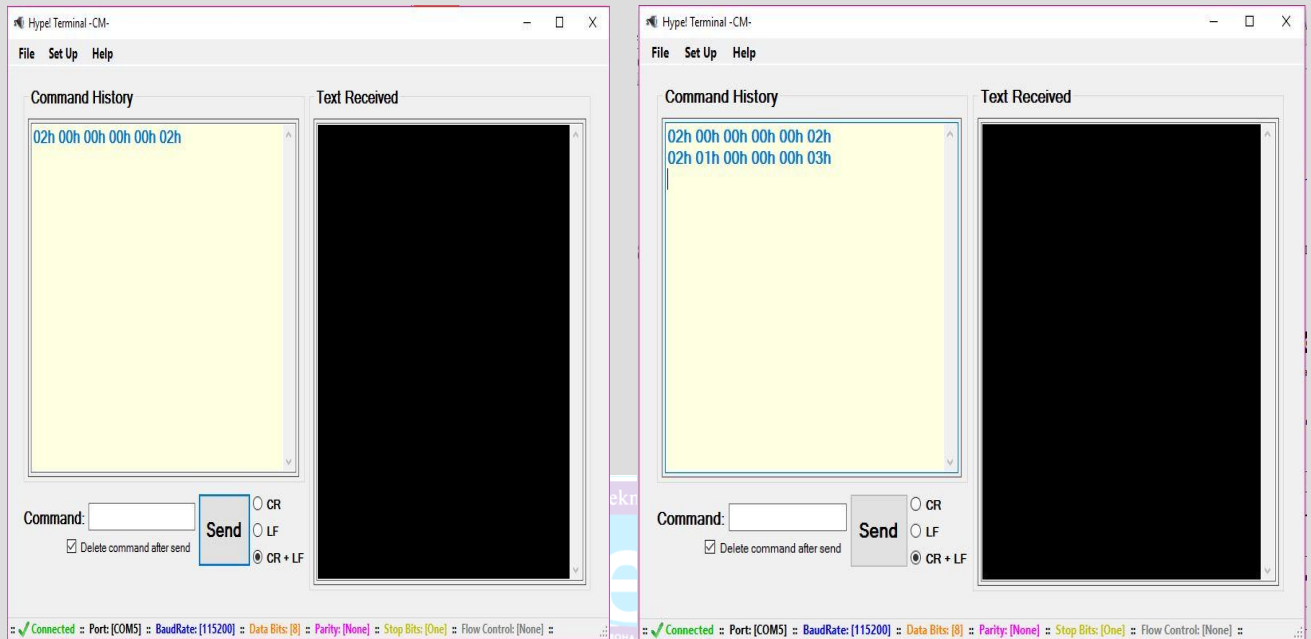 Hype! Terminal -CM-
File Set Up Help
Command History
Text Received
02h 00h 00h 00h 00h 02h
Command:
Send
CR
LF
CR + LF
Delete command after send
:: Connected :: Port: [COM5] :: BaudRate: [115200] :: Data Bits: [8] :: Parity: [None] :: Stop Bits: [One] :: Flow Control: [None] ::
Hype! Terminal -CM-
File Set Up Help
Command History
Text Received
02h 00h 00h 00h 00h 02h
02h 01h 00h 00h 00h 03h
Command:
Send
CR
LF
CR + LF
Delete command after send
:: Connected :: Port: [COM5] :: BaudRate: [115200] :: Data Bits: [8] :: Parity: [None] :: Stop Bits: [One] :: Flow Control: [None] ::